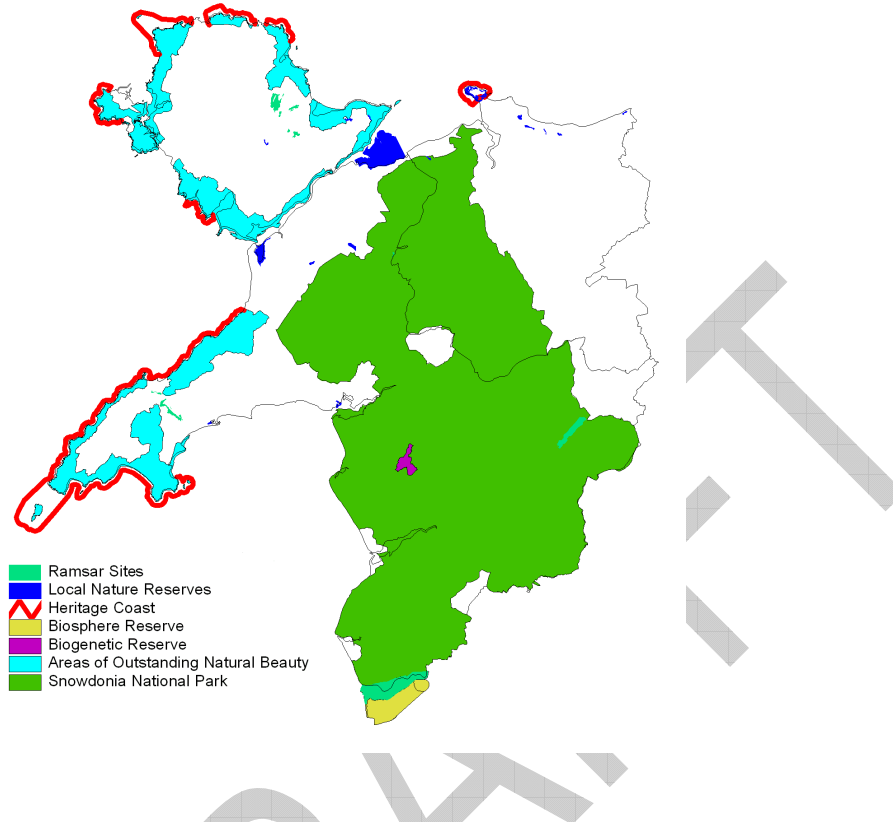 Ramsar Sites
Local Nature Reserves
Heritage Coast
Biosphere Reserve
Biogenetic Reserve
Areas of Outstanding Natural Beauty
Snowdonia National Park